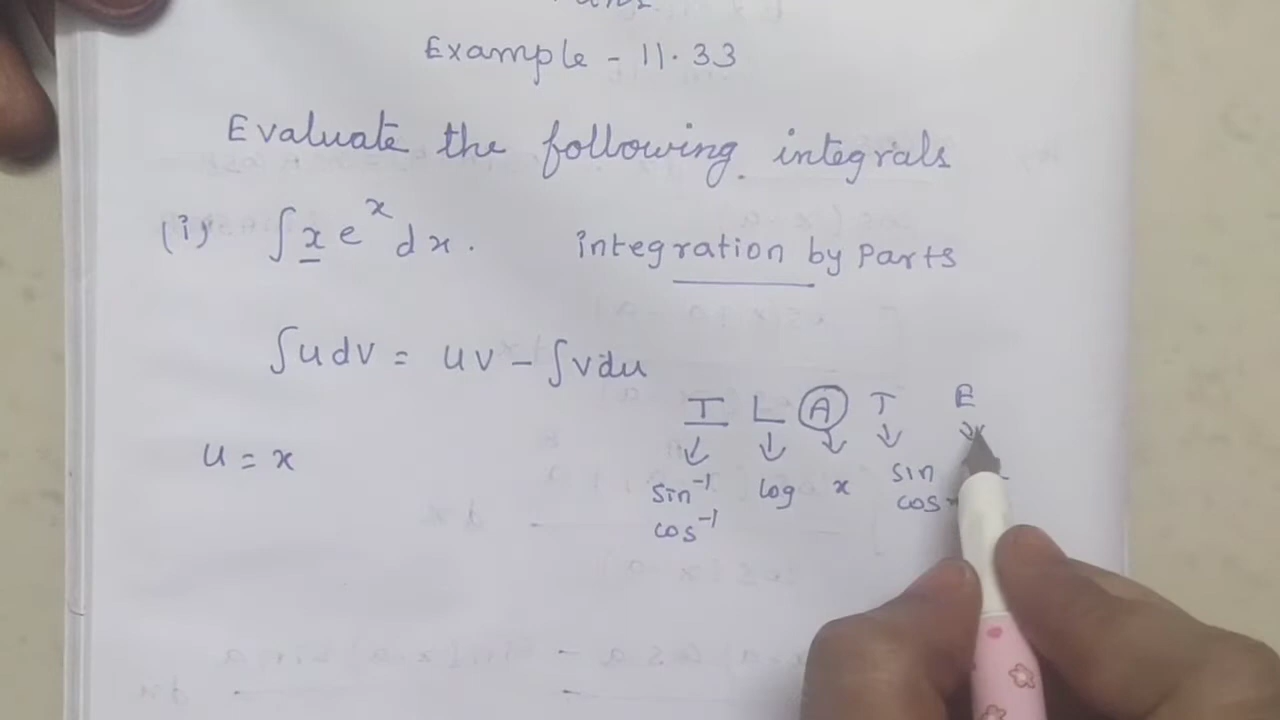 Example - 11.33
Evaluate the following integrals
(i) ∫ x e^x dx. integration by Parts
∫udv = uv - ∫vdu
I L A T E
u = x
sin^-1 log x sin
cos^-1 cos